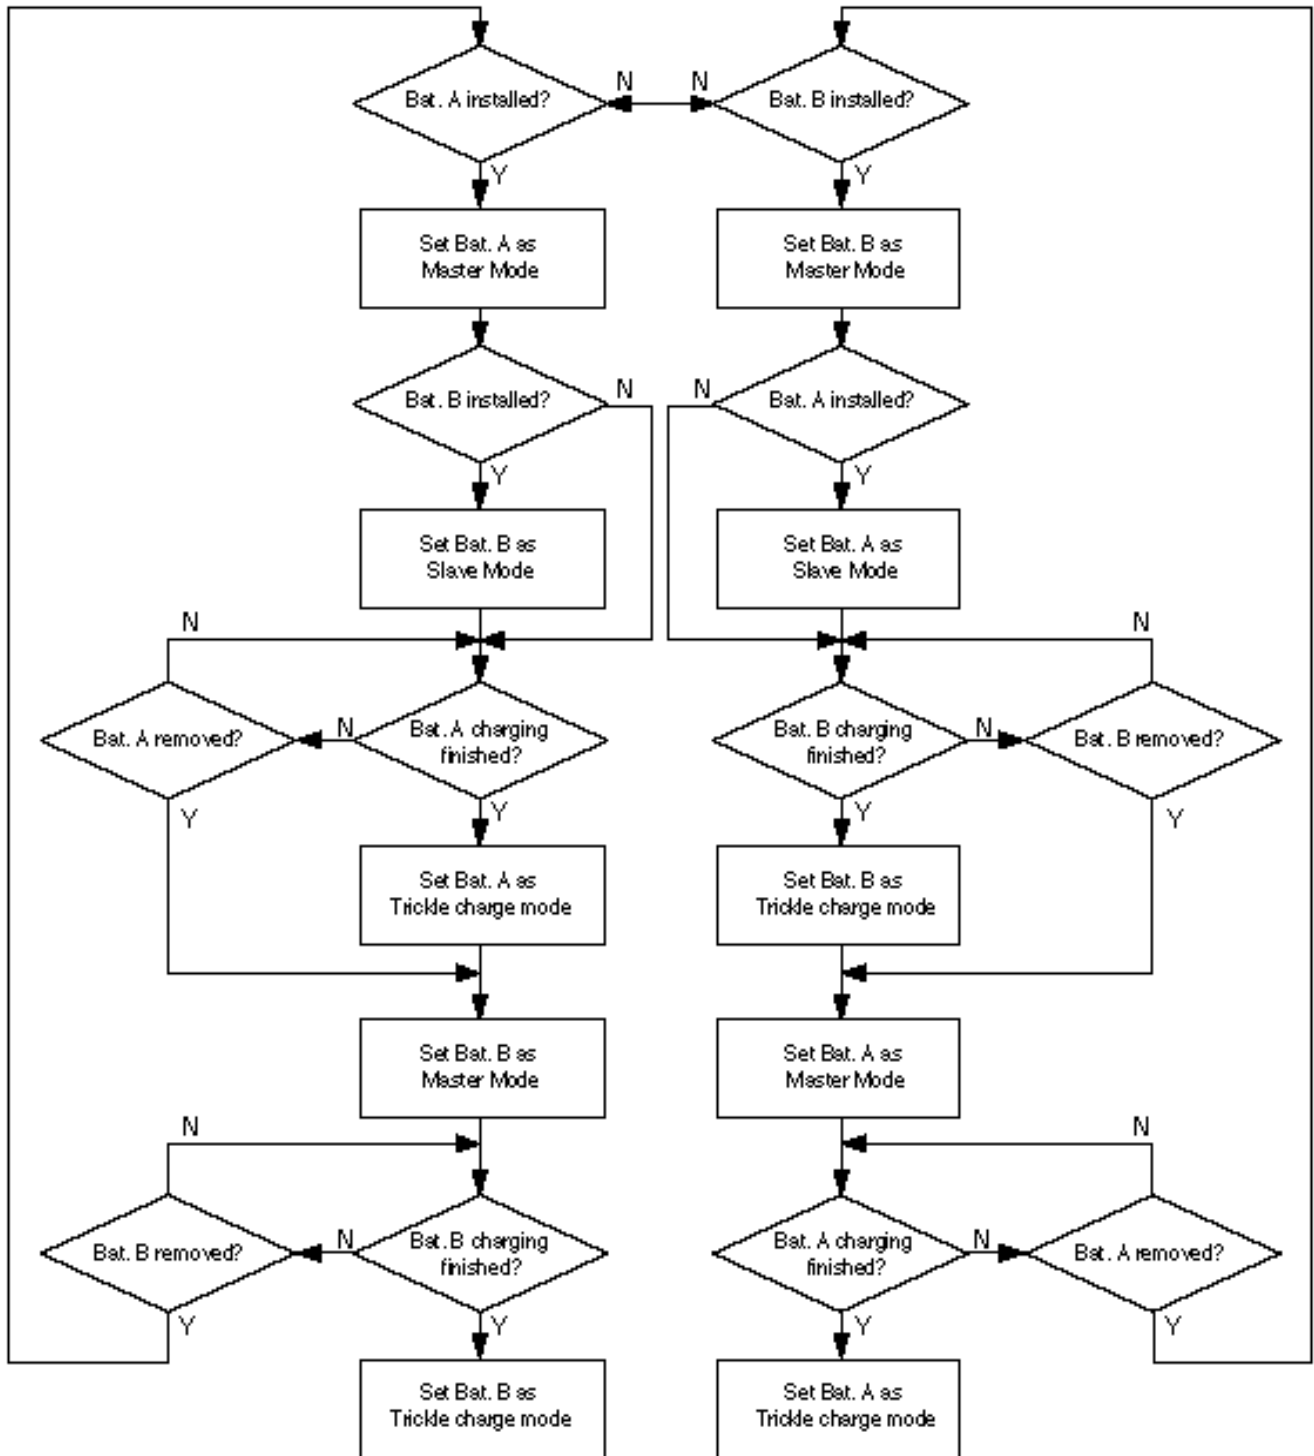 Bat. A installed?
N
N
Bat. B installed?
Y
Y
Set Bat. A as
Master Mode
Set Bat. B as
Master Mode
Bat. B installed?
N
N
Bat. A installed?
Y
Y
Set Bat. B as
Slave Mode
Set Bat. A as
Slave Mode
N
N
Bat. A removed?
N
Bat. A charging
finished?
Bat. B charging
finished?
N
Bat. B removed?
Y
Y
Y
Y
Set Bat. A as
Trickle charge mode
Set Bat. B as
Trickle charge mode
Set Bat. B as
Master Mode
Set Bat. A as
Master Mode
N
N
Bat. B removed?
N
Bat. B charging
finished?
Bat. A charging
finished?
N
Bat. A removed?
Y
Y
Y
Y
Set Bat. B as
Trickle charge mode
Set Bat. A as
Trickle charge mode